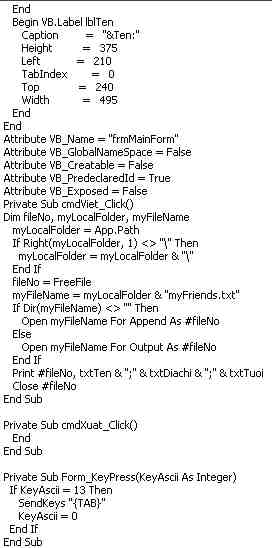 End
Begin VB.Label lblTen
Caption = "&Ten:"
Height = 375
Left = 210
TabIndex = 0
Top = 240
Width = 495
End
End
Attribute VB_Name = "frmMainForm"
Attribute VB_GlobalNameSpace = False
Attribute VB_Creatable = False
Attribute VB_PredeclaredId = True
Attribute VB_Exposed = False
Private Sub cmdViet_Click()
Dim fileNo, myLocalFolder, myFileName
myLocalFolder = App.Path
If Right(myLocalFolder, 1) <> "\" Then
myLocalFolder = myLocalFolder & "\"
End If
fileNo = FreeFile
myFileName = myLocalFolder & "myFriends.txt"
If Dir(myFileName) <> "" Then
Open myFileName For Append As #fileNo
Else
Open myFileName For Output As #fileNo
End If
Print #fileNo, txtTen & ";" & txtDiachi & ";" & txtTuoi
Close #fileNo
End Sub
Private Sub cmdXuat_Click()
End
End Sub
Private Sub Form_KeyPress(KeyAscii As Integer)
If KeyAscii = 13 Then
SendKeys "{TAB}"
KeyAscii = 0
End If
End Sub